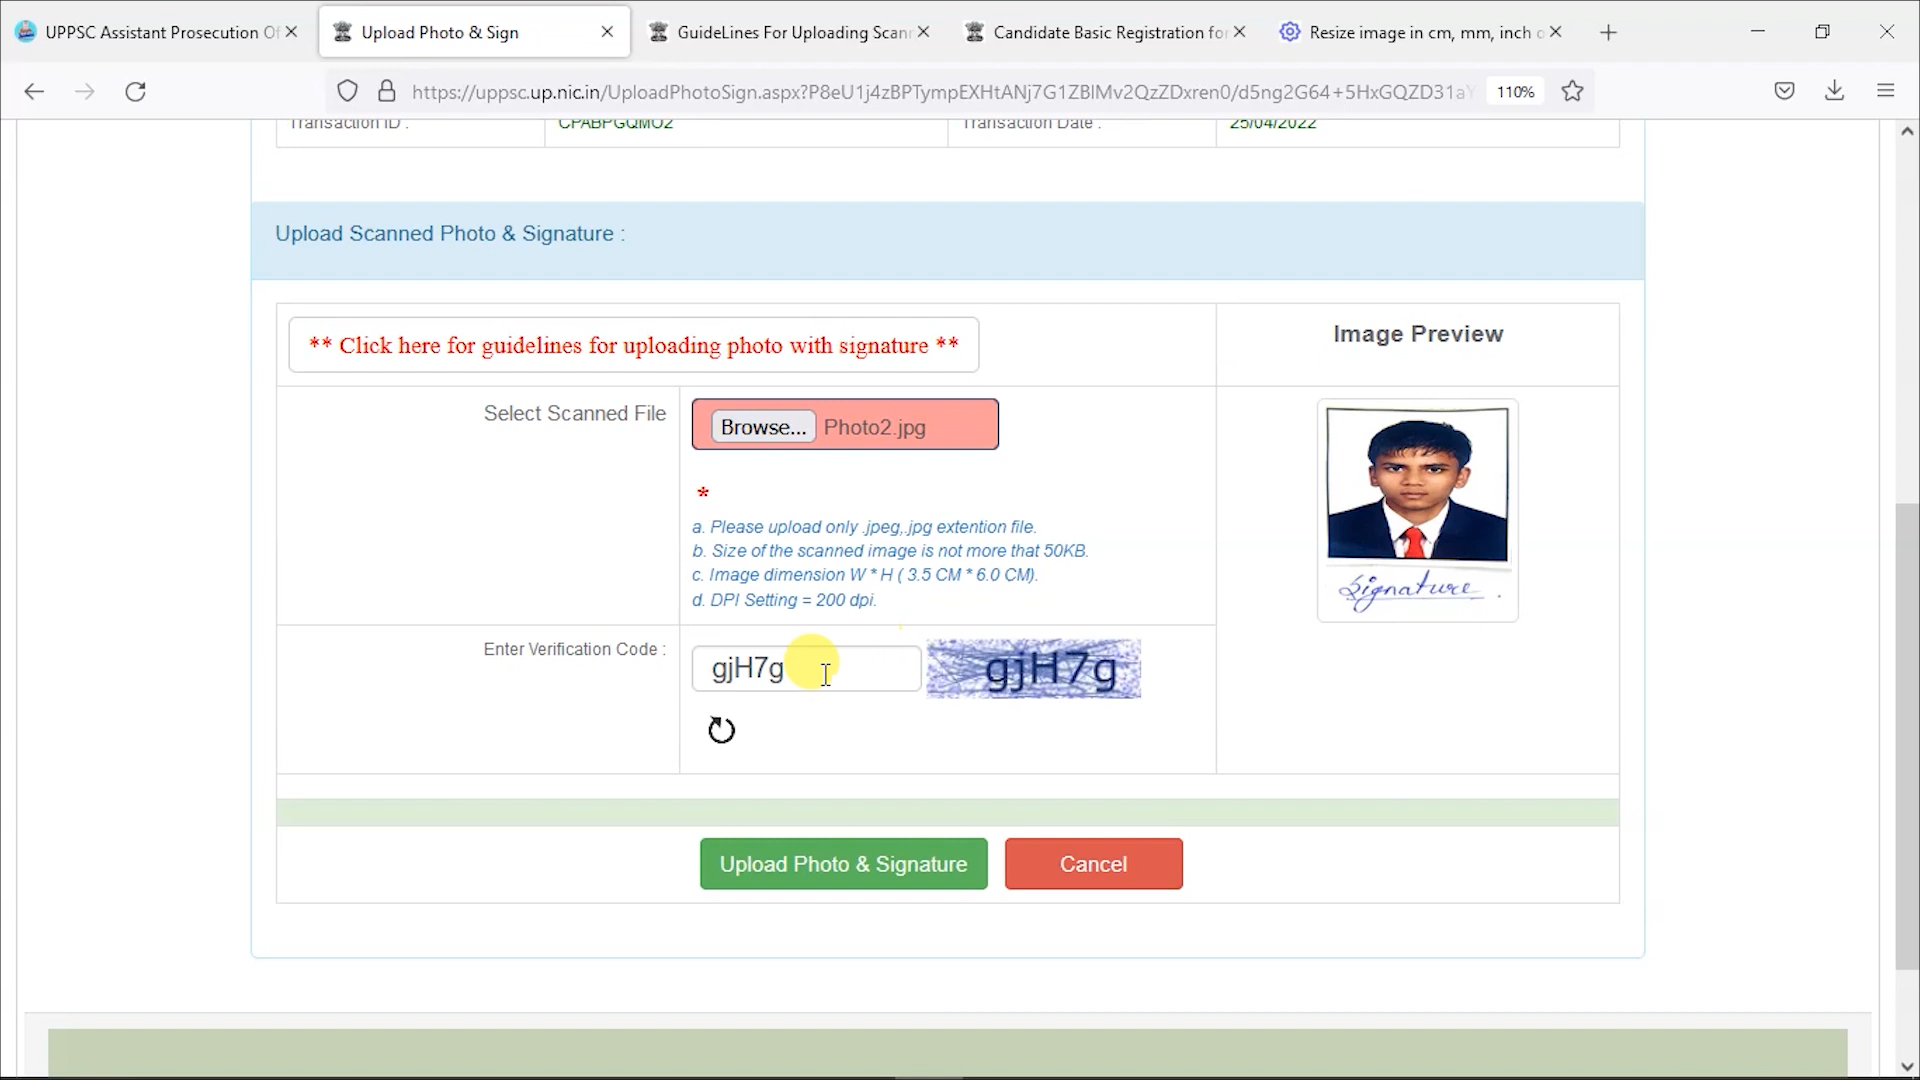 UPPSC Assistant Prosecution Of
Upload Photo & Sign
GuideLines For Uploading Scann
Candidate Basic Registration for
Resize image in cm, mm, inch o
https://uppsc.up.nic.in/UploadPhotoSign.aspx?P8eU1j4zBPTympEXHtANj7G1ZBlMv2QzZDxren0/d5ng2G64+5HxGQZD31aY
110%
Transaction ID :
CPABPGQMO2
Transaction Date :
25/04/2022
Upload Scanned Photo & Signature :
** Click here for guidelines for uploading photo with signature **
Image Preview
Select Scanned File
Browse... Photo2.jpg
*
a. Please upload only .jpeg,.jpg extention file.
b. Size of the scanned image is not more that 50KB.
c. Image dimension W * H ( 3.5 CM * 6.0 CM).
d. DPI Setting = 200 dpi.
Signature
Enter Verification Code :
gjH7g
gjH7g
Upload Photo & Signature
Cancel